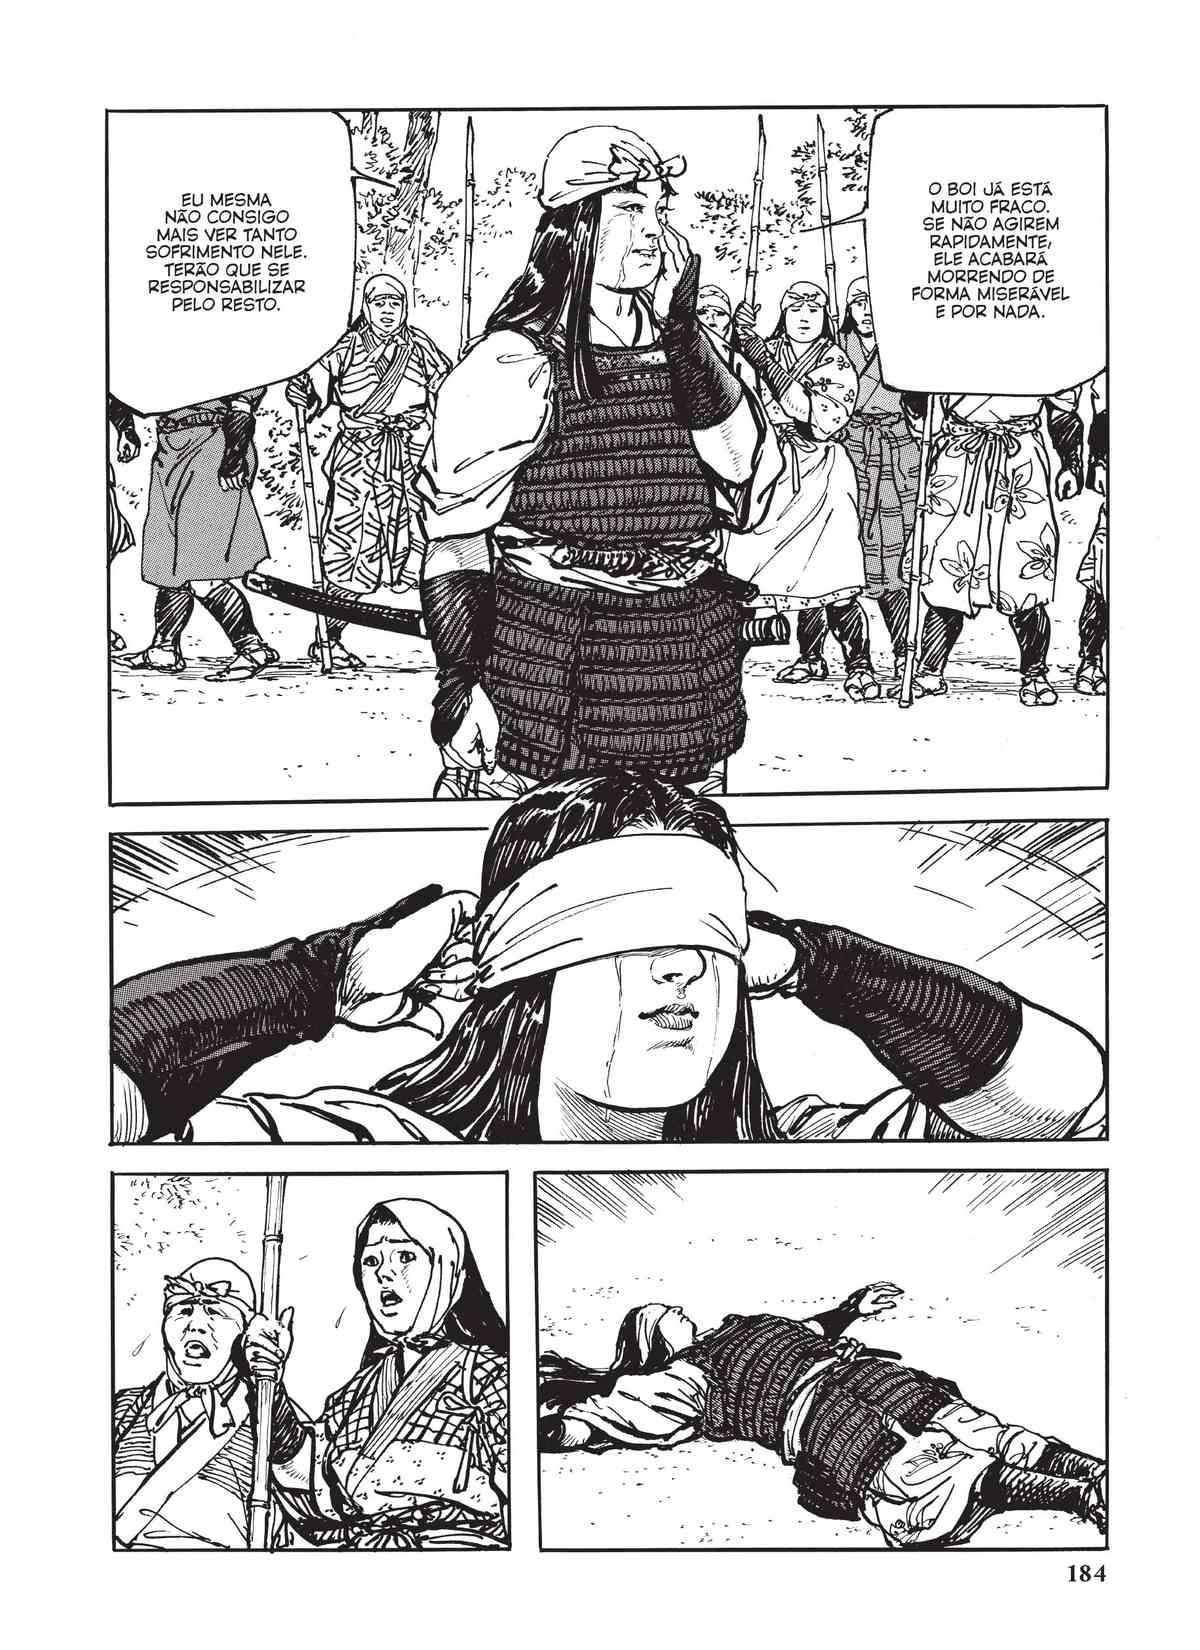 O BOI JÁ ESTÁ
MUITO FRACO.
SE NÃO AGIREM
RAPIDAMENTE,
ELE ACABARÁ
MORRENDO DE
FORMA MISERÁVEL
E POR NADA.
EU MESMA
NÃO CONSIGO
MAIS VER TANTO
SOFRIMENTO NELE.
TERÃO QUE SE
RESPONSABILIZAR
PELO RESTO.
184